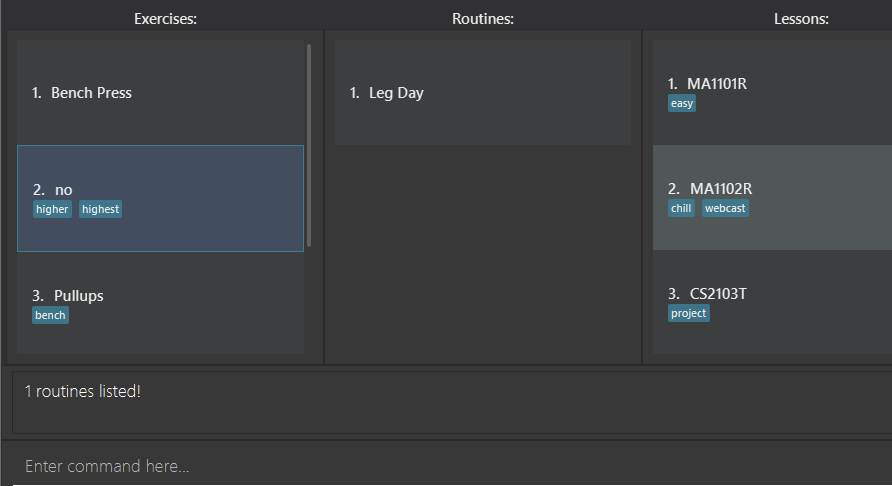 Exercises:
1. Bench Press
2. no
higher highest
3. Pullups
bench
Routines:
1. Leg Day
Lessons:
1. MA1101R
easy
2. MA1102R
chill webcast
3. CS2103T
project
1 routines listed!
Enter command here...